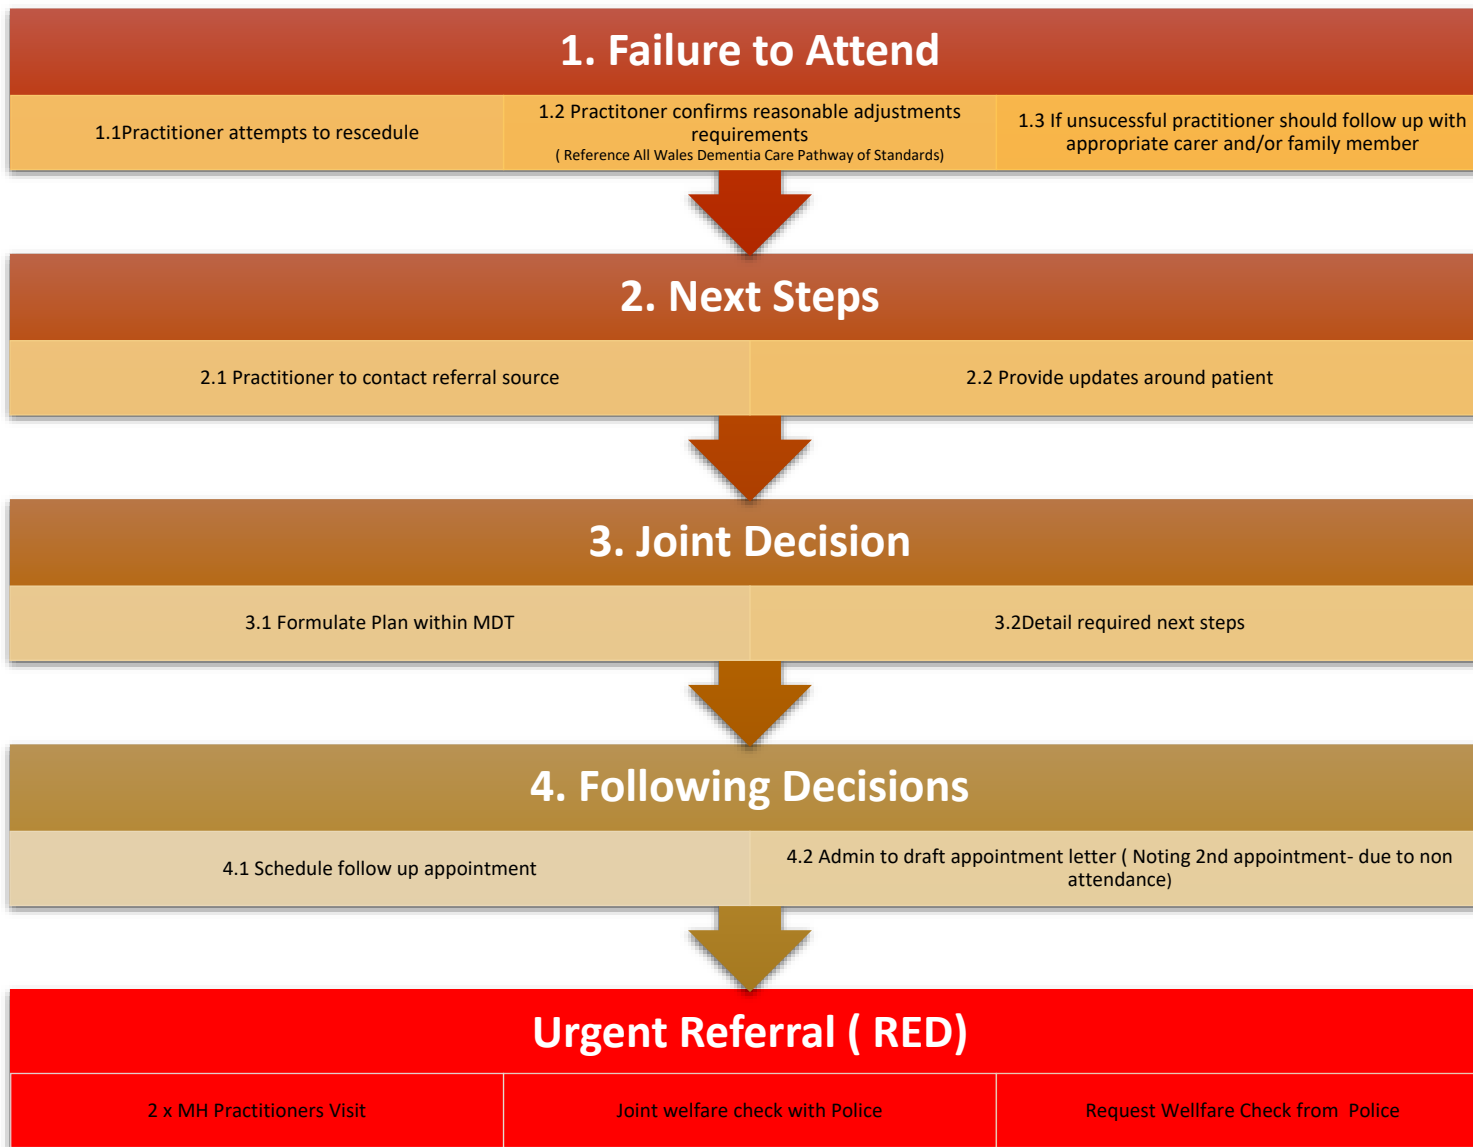 1. Failure to Attend
1.1Practitioner attempts to rescedule
1.2 Practitoner confirms reasonable adjustments
requirements
( Reference All Wales Dementia Care Pathway of Standards)
1.3 If unsucessful practitioner should follow up with
appropriate carer and/or family member
2. Next Steps
2.1 Practitioner to contact referral source
2.2 Provide updates around patient
3. Joint Decision
3.1 Formulate Plan within MDT
3.2Detail required next steps
4. Following Decisions
4.1 Schedule follow up appointment
4.2 Admin to draft appointment letter ( Noting 2nd appointment- due to non
attendance)
Urgent Referral ( RED)
2 x MH Practitioners Visit
Joint welfare check with Police
Request Wellfare Check from  Police